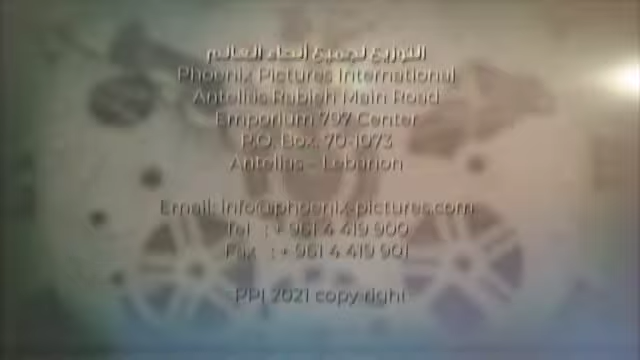 التوزيع لجميع أنحاء العالم
Phoenix Pictures International
Antelias Rabieh Main Road
Emporium 797 Center
P.O. Box. 70-1073
Antelias - Lebanon
Email: info@phoenix-pictures.com
Tel : + 961 4 419 900
Fax : + 961 4 419 901
PPI 2021 copyright